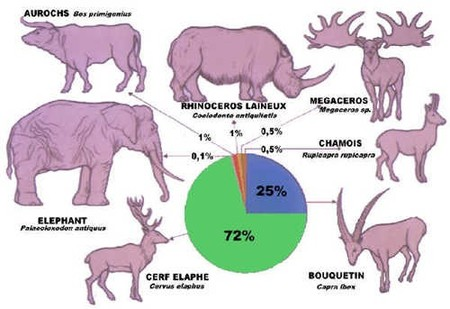 AUROCHS Bos primigenius
RHINOCEROS LAINEUX
Coelodonta antiquitatis
MEGACEROS
Megaceros sp.
1%
1%
0,5%
0,1%
0,5%
CHAMOIS
Rupicapra rupicapra
25%
72%
ELEPHANT
Palaeoloxodon antiquus
CERF ELAPHE
Cervus elaphus
BOUQUETIN
Capra ibex